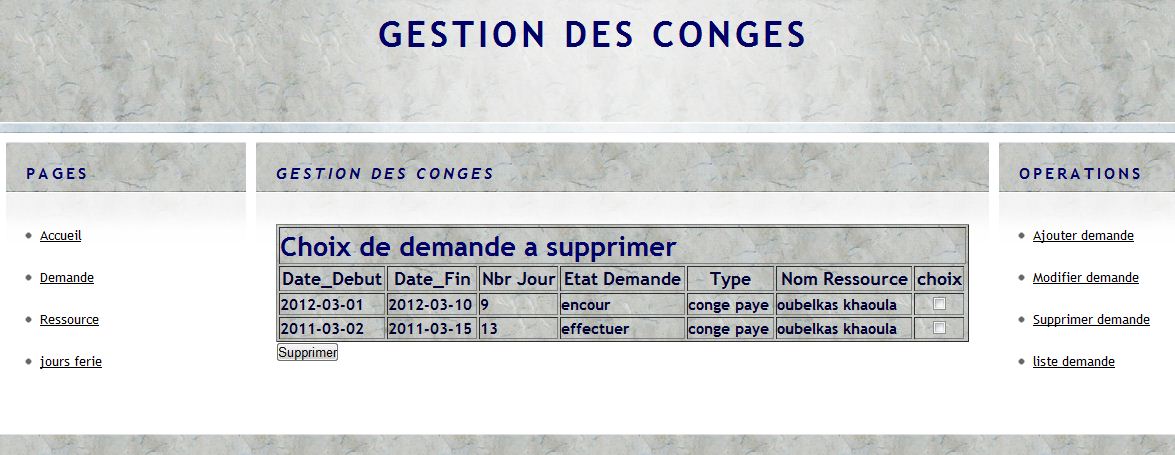 GESTION DES CONGES
PAGES
Accueil
Demande
Ressource
jours ferie
GESTION DES CONGES
Choix de demande a supprimer
Date_Debut Date_Fin Nbr Jour Etat Demande Type Nom Ressource choix
2012-03-01 2012-03-10 9 encour conge paye oubelkas khaoula
2011-03-02 2011-03-15 13 effectuer conge paye oubelkas khaoula
Supprimer
OPERATIONS
Ajouter demande
Modifier demande
Supprimer demande
liste demande